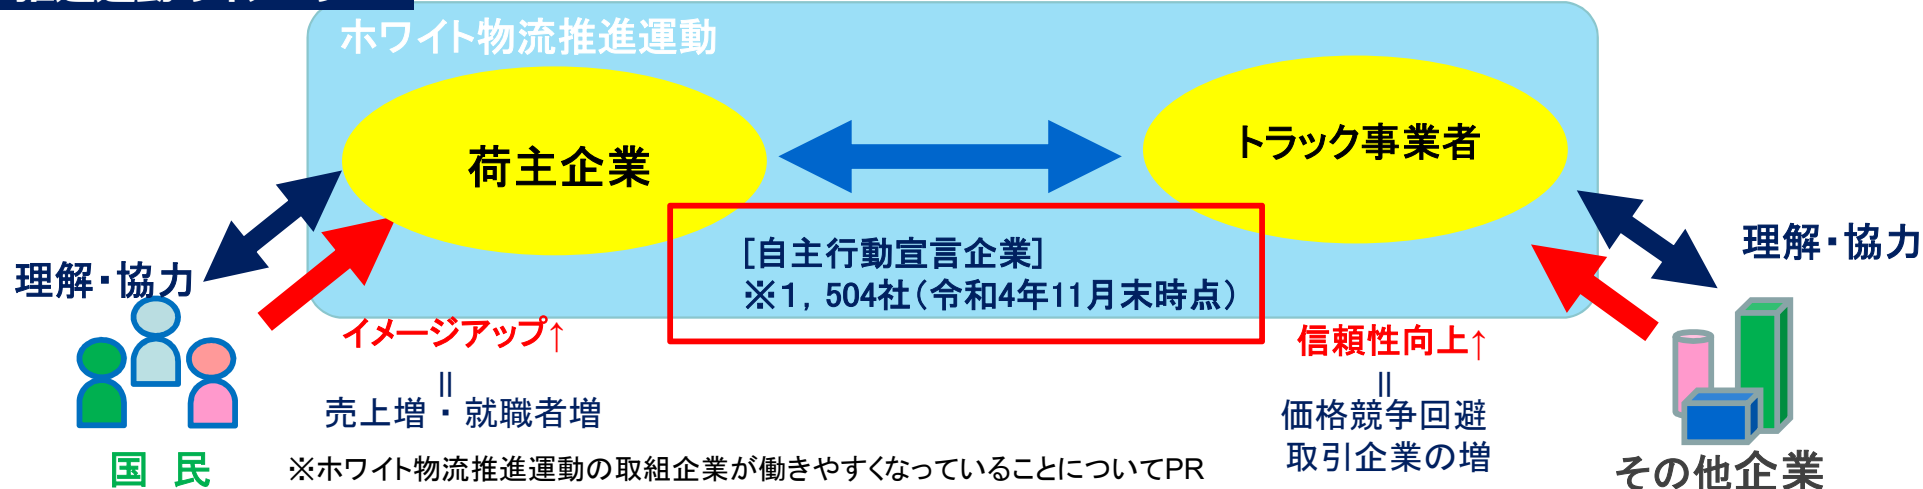 ホワイト物流推進運動
荷主企業
トラック事業者
[自主行動宣言企業]
※1，504社（令和4年11月末時点）
理解・協力
理解・協力
イメージアップ↑
信頼性向上↑
||
売上増・就職者増
||
価格競争回避
取引企業の増
国 民
※ホワイト物流推進運動の取組企業が働きやすくなっていることについてPR
その他企業